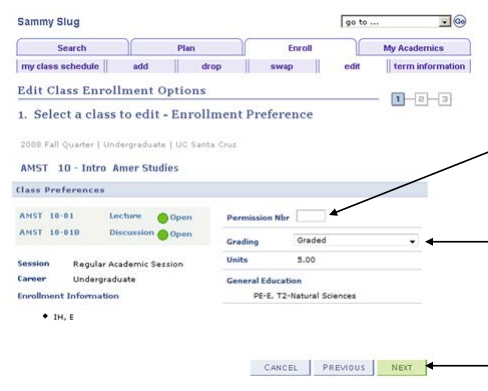 Sammy Slug
go to ...
Go
Search
Plan
Enroll
My Academics
my class schedule
add
drop
swap
edit
term information
Edit Class Enrollment Options
1 2 3
1. Select a class to edit - Enrollment Preference
2008 Fall Quarter | Undergraduate | UC Santa Cruz
AMST 10 - Intro Amer Studies
Class Preferences
AMST 10-01 Lecture Open
AMST 10-01B Discussion Open
Permission Nbr
Grading Graded
Session Regular Academic Session
Units 5.00
Career Undergraduate
General Education
Enrollment Information
PE-E, T2-Natural Sciences
IH, E
CANCEL
PREVIOUS
NEXT